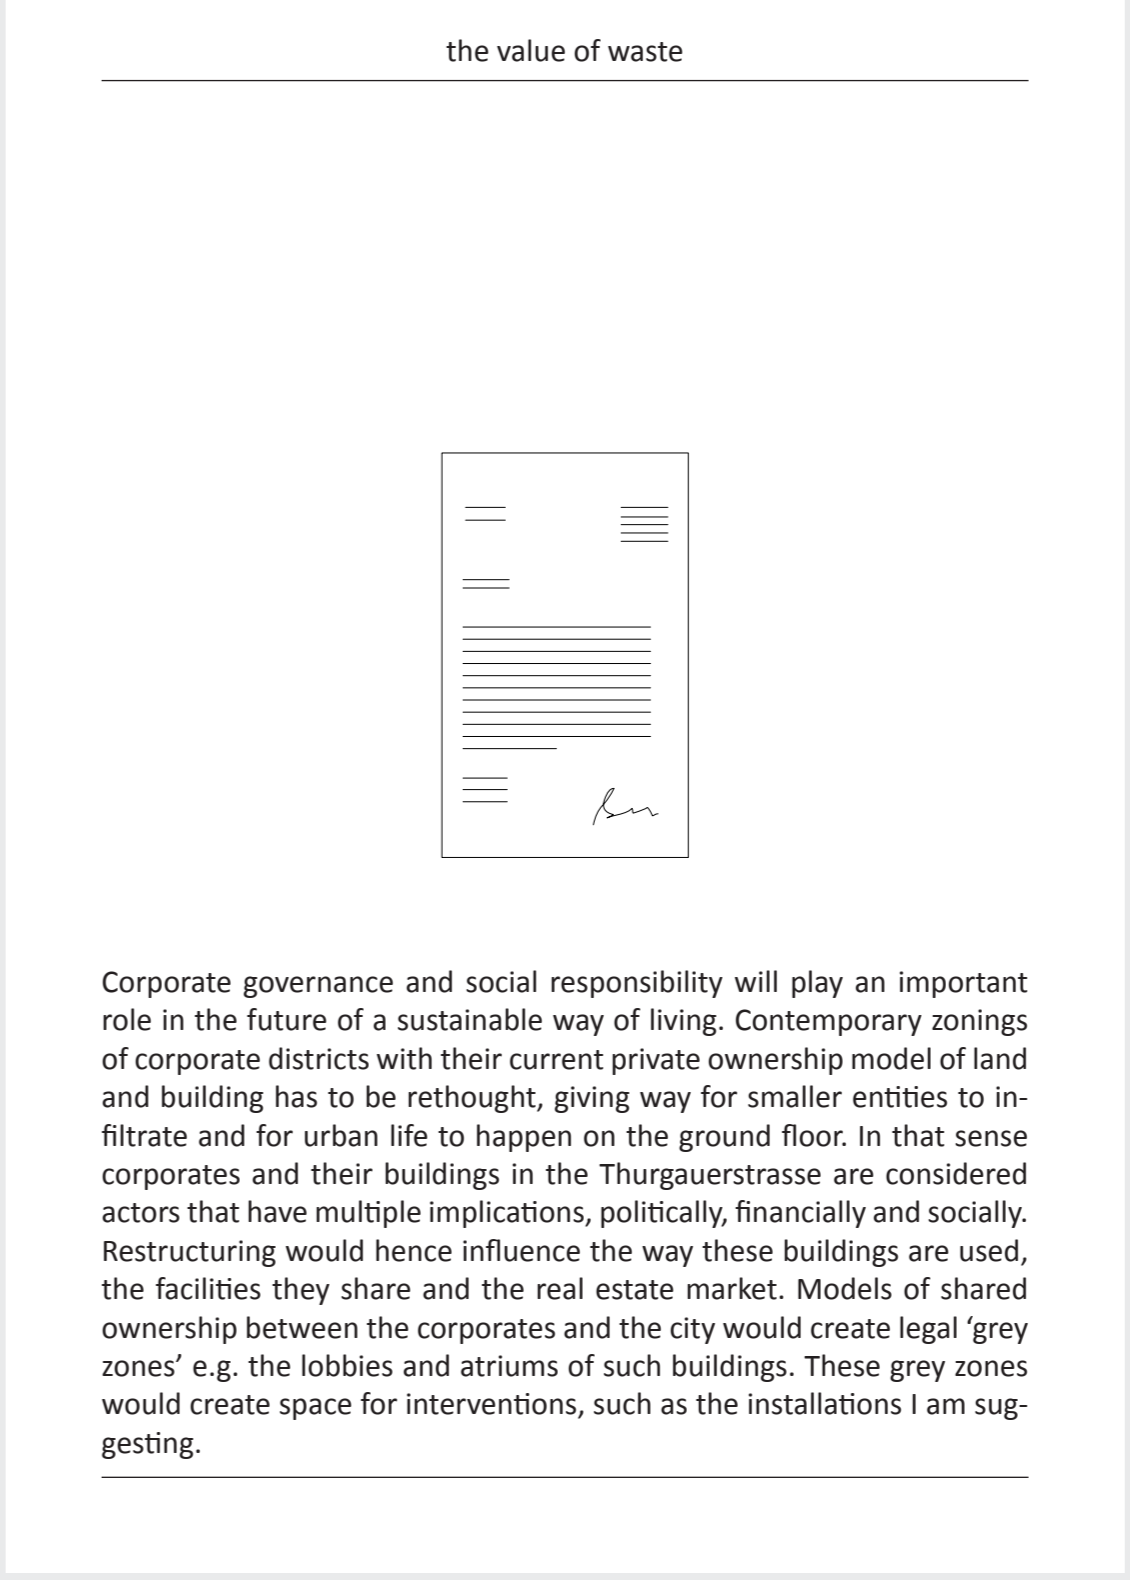 the value of waste
Corporate governance and social responsibility will play an important
role in the future of a sustainable way of living. Contemporary zonings
of corporate districts with their current private ownership model of land
and building has to be rethought, giving way for smaller entities to in-
filtrate and for urban life to happen on the ground floor. In that sense
corporates and their buildings in the Thurgauerstrasse are considered
actors that have multiple implications, politically, financially and socially.
Restructuring would hence influence the way these buildings are used,
the facilities they share and the real estate market. Models of shared
ownership between the corporates and the city would create legal ‘grey
zones’ e.g. the lobbies and atriums of such buildings. These grey zones
would create space for interventions, such as the installations I am sug-
gesting.